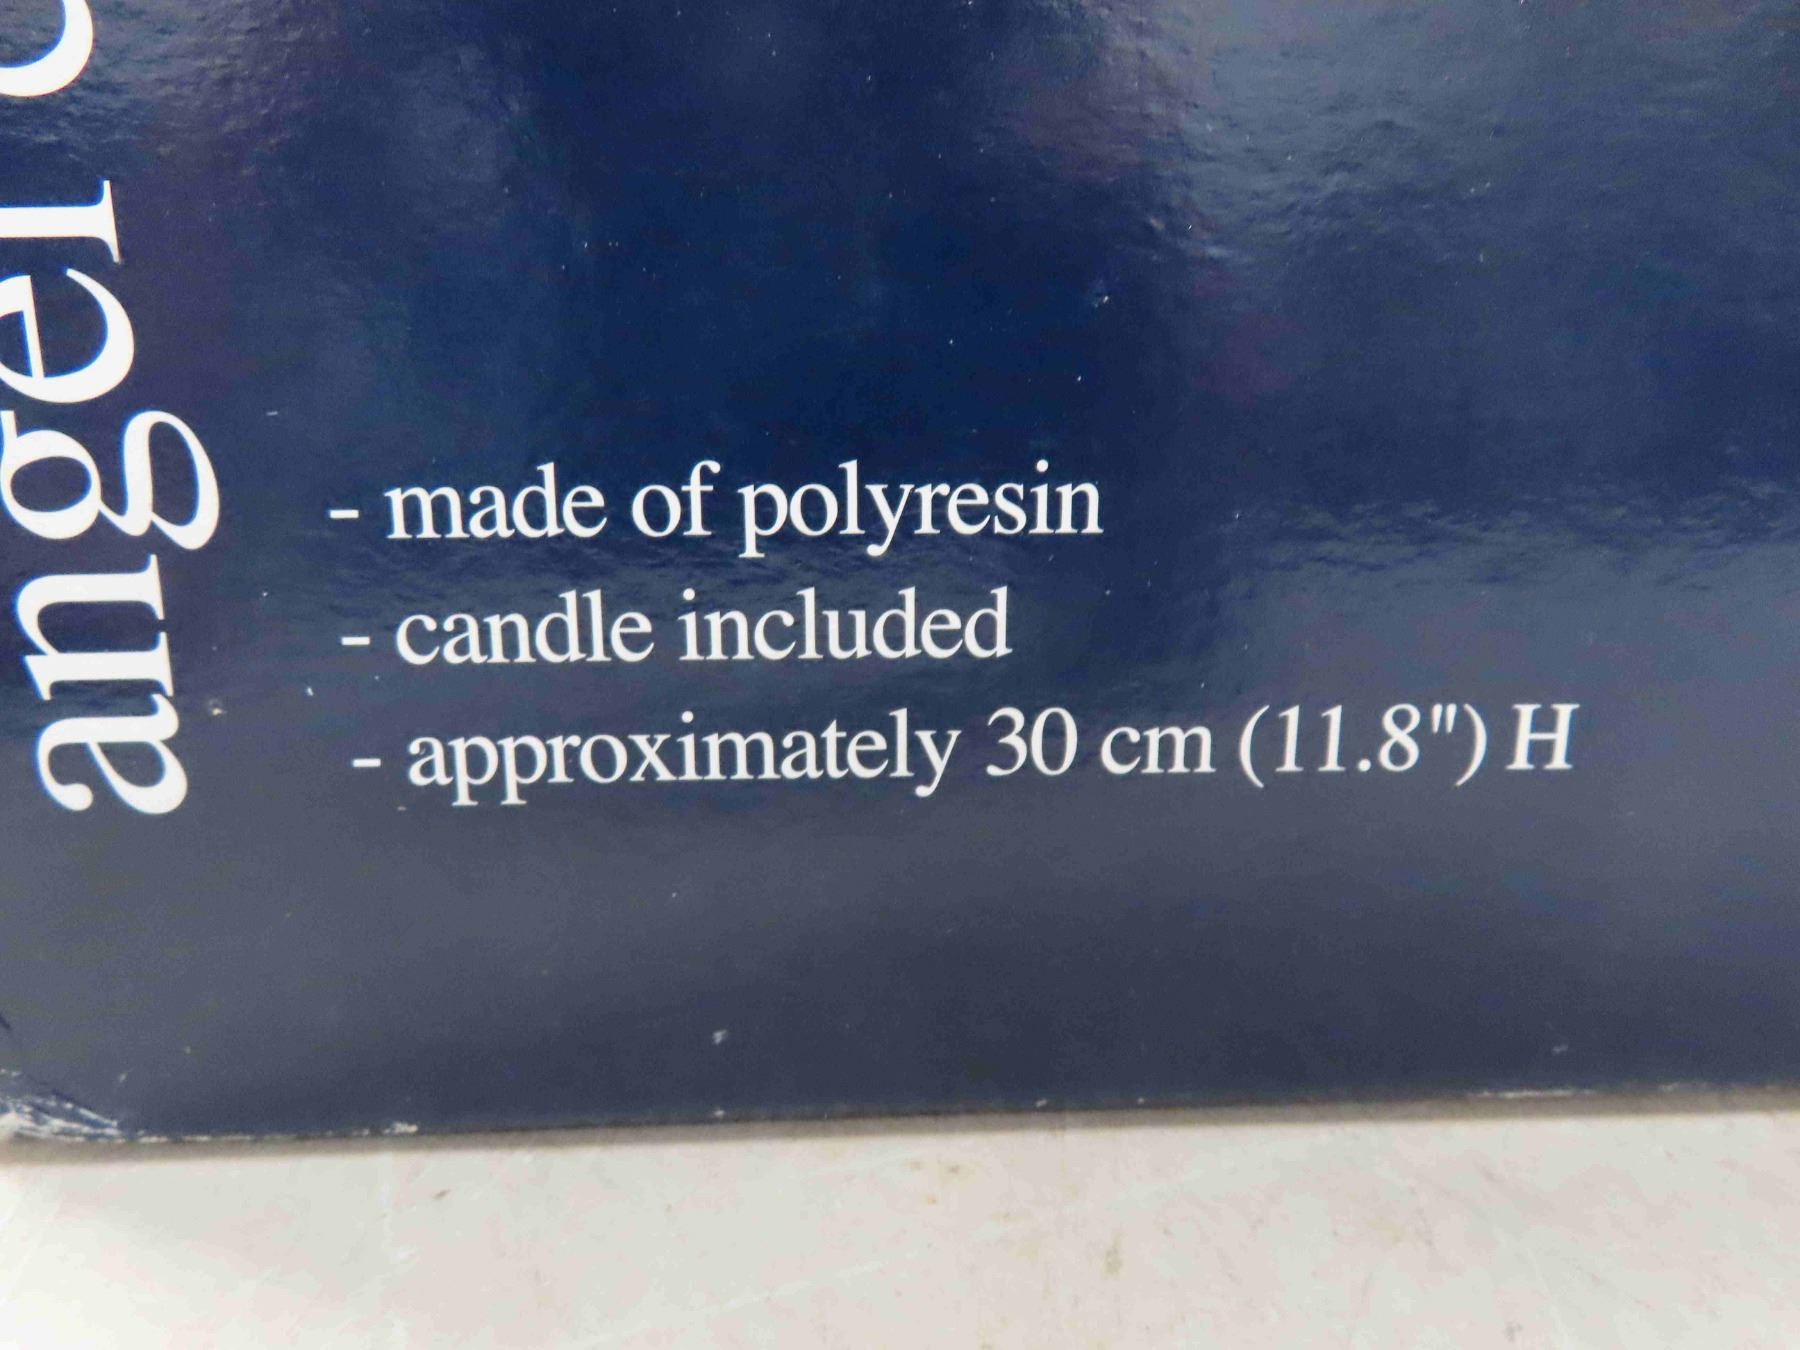 angel
- made of polyresin
- candle included
- approximately 30 cm (11.8") H